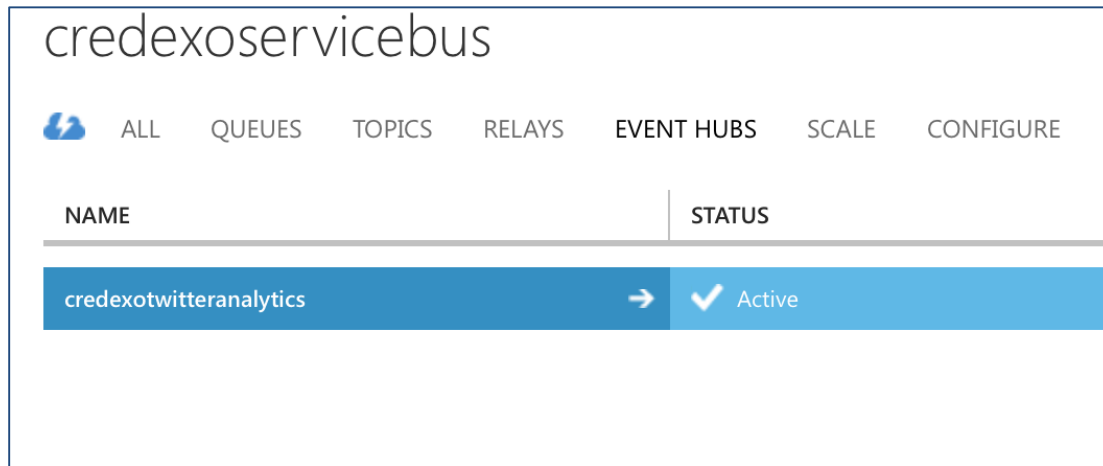 credexoservicebus
ALL QUEUES TOPICS RELAYS EVENT HUBS SCALE CONFIGURE
NAME STATUS
credexotwitteranalytics Active